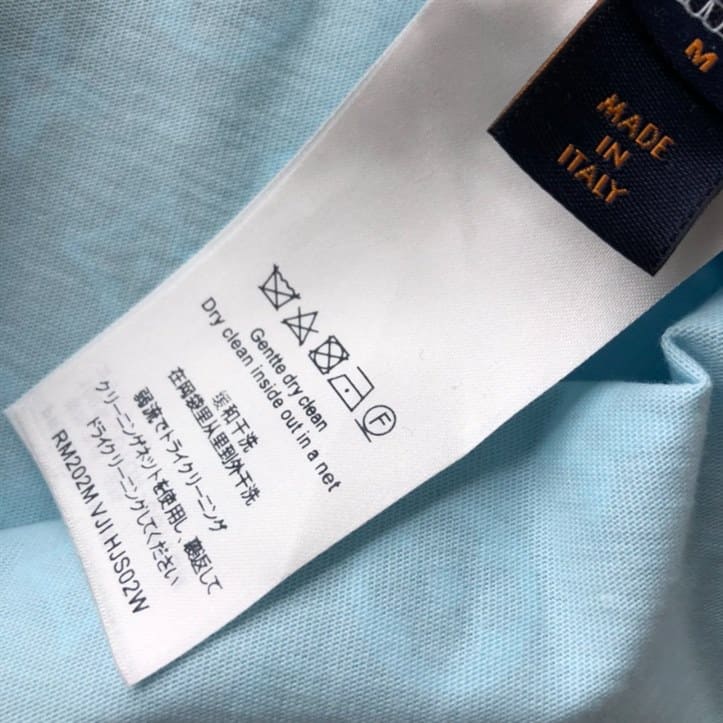 M
MADE
IN
ITALY
F
Gentte dry clean
Dry clean inside out in a net
缓和干洗
在网袋里从里到外干洗
弱流でトライクリーニング
クリーニングネットを使用し、裏返して
ドライクリーニングしてください
RM202M VJI HJS02W